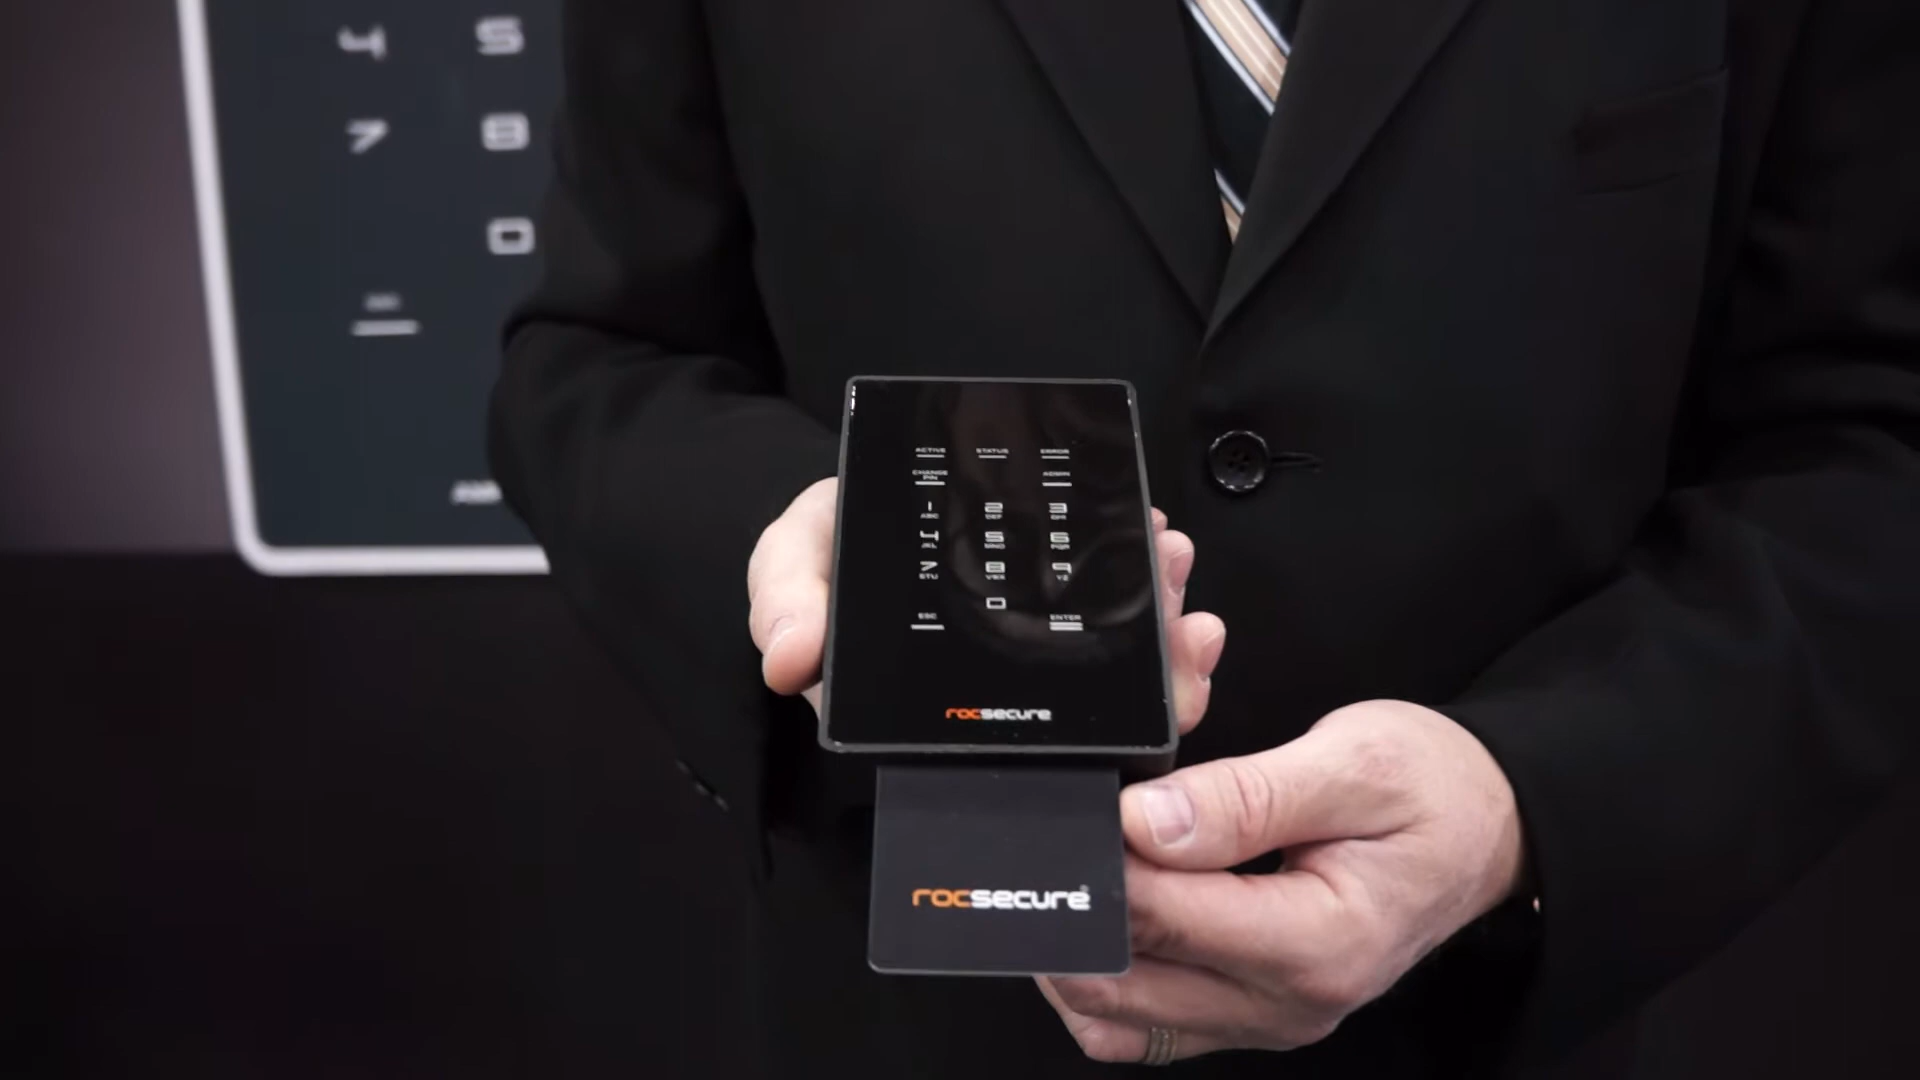 4 5
7 8
0
ACTIVE STATUS ERROR
CHANGE PIN ADMIN
1 2 3
ABC DEF GHI
4 5 6
JKL MNO PQR
7 8 9
STU VWX YZ
0
ESC ENTER
rocsecure
rocsecure®